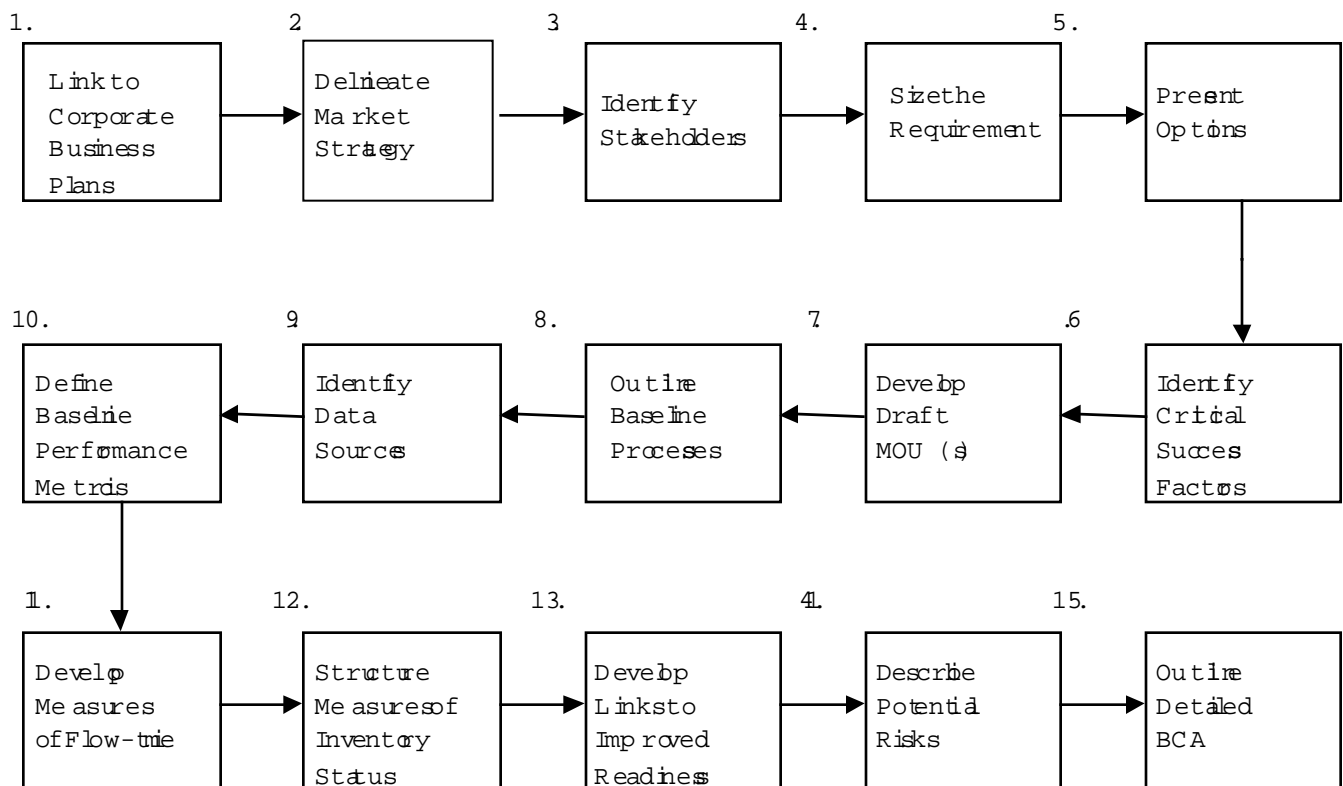 1.
Link to
Corporate
Business
Plans
2.
Delineate
Market
Strategy
3.
Identify
Stakeholders
4.
Size the
Requirement
5.
Present
Options
6.
Identify
Critical
Success
Factors
7.
Develop
Draft
MOU (s)
8.
Outline
Baseline
Processes
9.
Identify
Data
Sources
10.
Define
Baseline
Performance
Metrics
11.
Develop
Measures
of Flow-time
12.
Structure
Measures of
Inventory
Status
13.
Develop
Links to
Improved
Readiness
14.
Describe
Potential
Risks
15.
Outline
Detailed
BCA